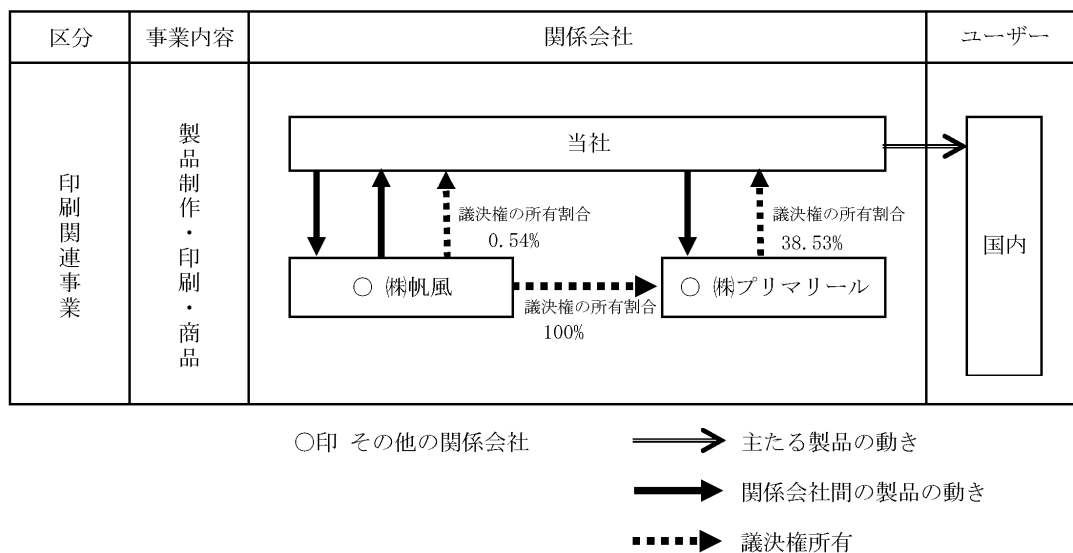 区分
事業内容
関係会社
ユーザー
印刷関連事業
製品制作・印刷・商品
当社
議決権の所有割合
0.54%
議決権の所有割合
38.53%
○ ㈱帆風
○ ㈱プリマリール
議決権の所有割合
100%
国内
○印 その他の関係会社
主たる製品の動き
関係会社間の製品の動き
議決権所有